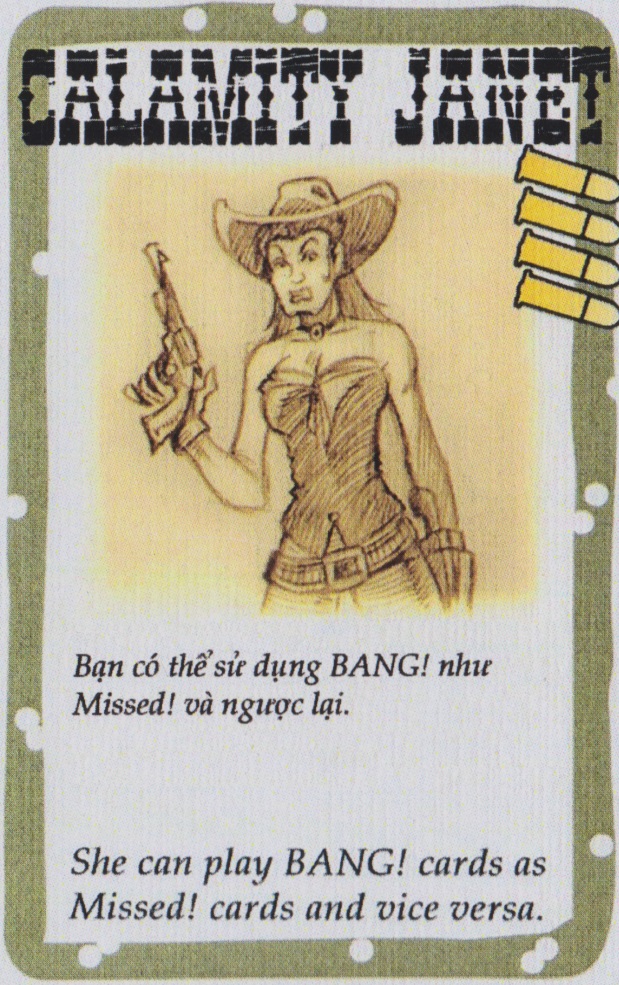 CALAMITY JANET
Bạn có thể sử dụng BANG! như
Missed! và ngược lại.
She can play BANG! cards as
Missed! cards and vice versa.